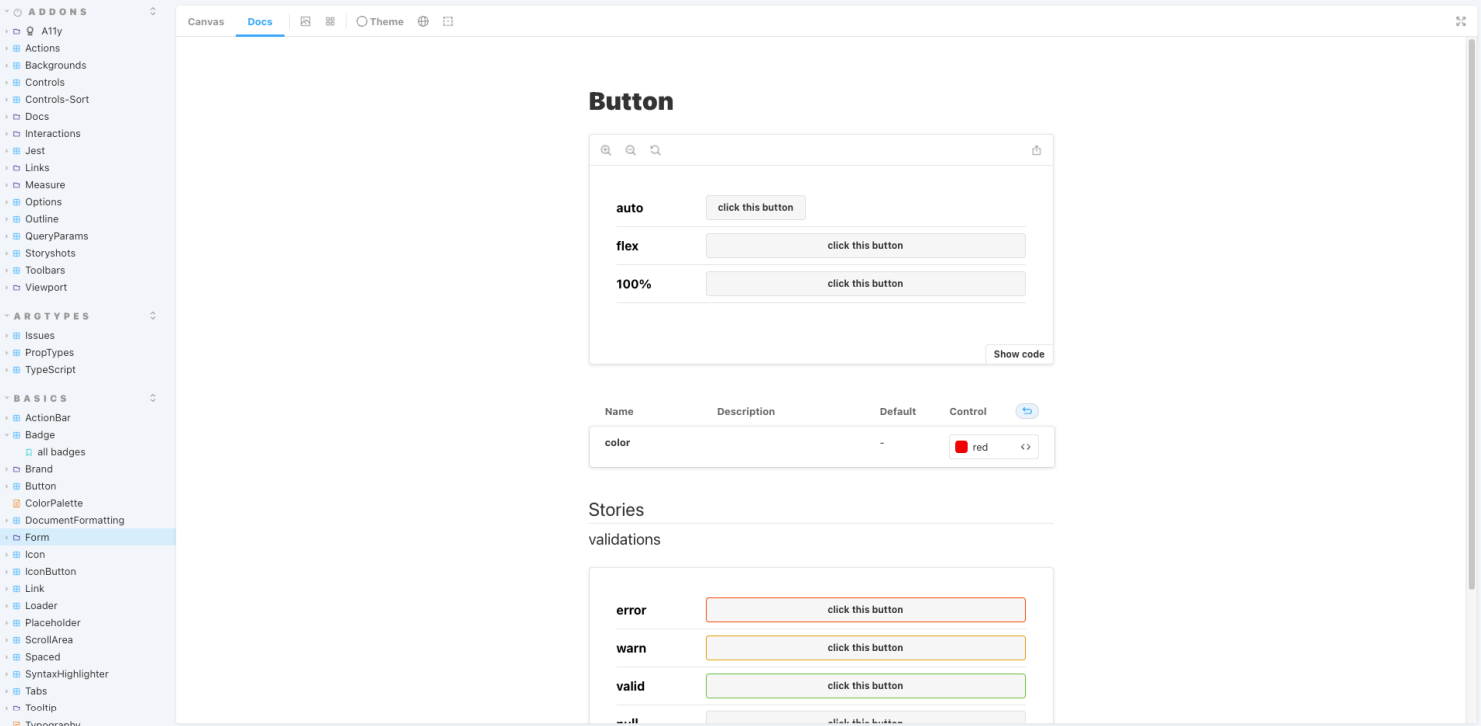 ADDONS
A11y
Actions
Backgrounds
Controls
Controls-Sort
Docs
Interactions
Jest
Links
Measure
Options
Outline
QueryParams
Storyshots
Toolbars
Viewport
ARGTYPES
Issues
PropTypes
TypeScript
BASICS
ActionBar
Badge
all badges
Brand
Button
ColorPalette
DocumentFormatting
Form
Icon
IconButton
Link
Loader
Placeholder
ScrollArea
Spaced
SyntaxHighlighter
Tabs
Tooltip
Typography
Canvas Docs Theme
Button
auto click this button
flex click this button
100% click this button
Show code
Name Description Default Control
color - red
Stories
validations
error click this button
warn click this button
valid click this button
null click this button